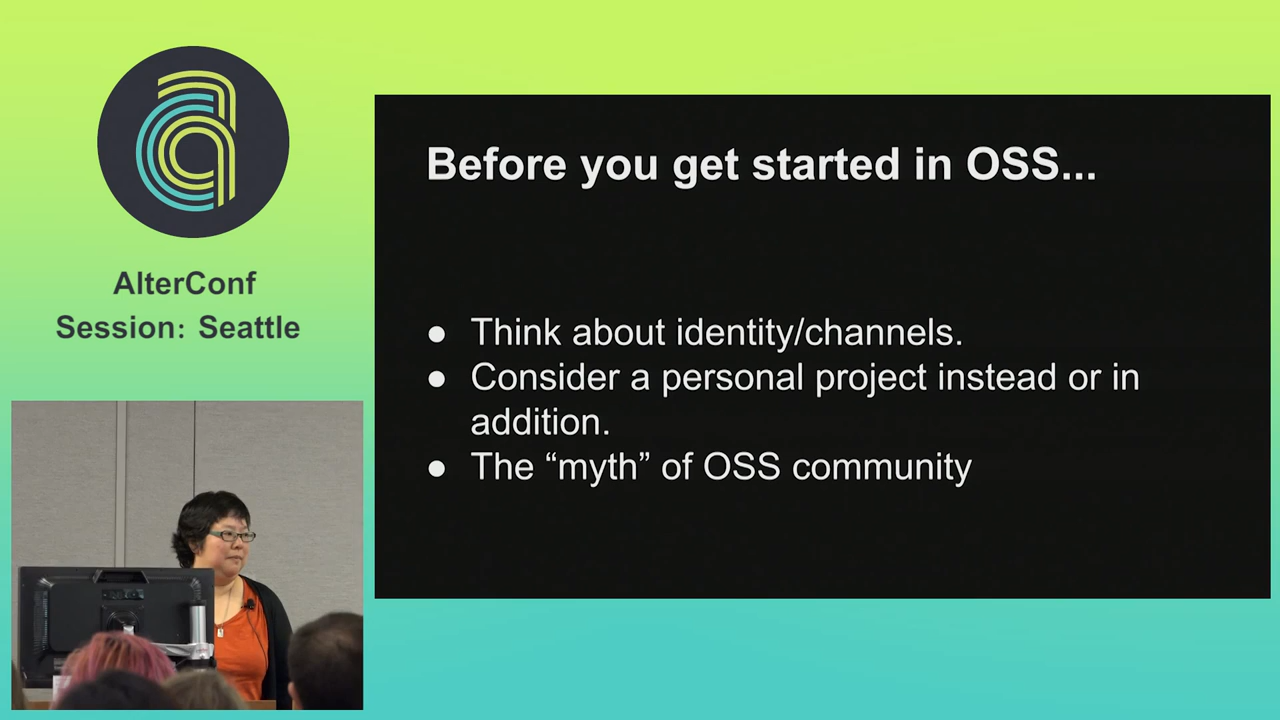 AlterConf
Session: Seattle
Before you get started in OSS...
● Think about identity/channels.
● Consider a personal project instead or in
addition.
● The “myth” of OSS community